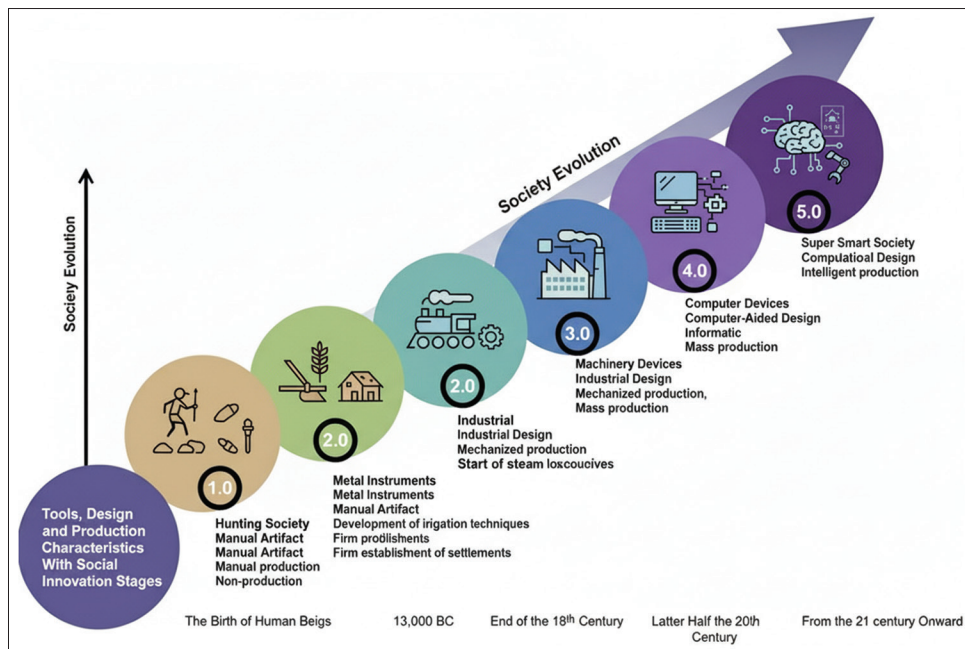 Society Evolution
Society Evolution
Tools, Design
and Production
Characteristics
With Social
Innovation Stages
1.0
Hunting Society
Manual Artifact
Manual Artifact
Manual production
Non-production
2.0
Metal Instruments
Metal Instruments
Manual Artifact
Development of irigation techniques
Firm prodlishents
Firm establishment of settlements
2.0
Industrial
Industrial Design
Mechanized production
Start of steam loxcoucives
3.0
Machinery Devices
Industrial Design
Mechanized production,
Mass production
4.0
Computer Devices
Computer-Aided Design
Informatic
Mass production
5.0
Super Smart Society
Compulatioal Design
Intelligent production
The Birth of Human Beigs
13,000 BC
End of the 18th Century
Latter Half the 20th
Century
From the 21 century Onward